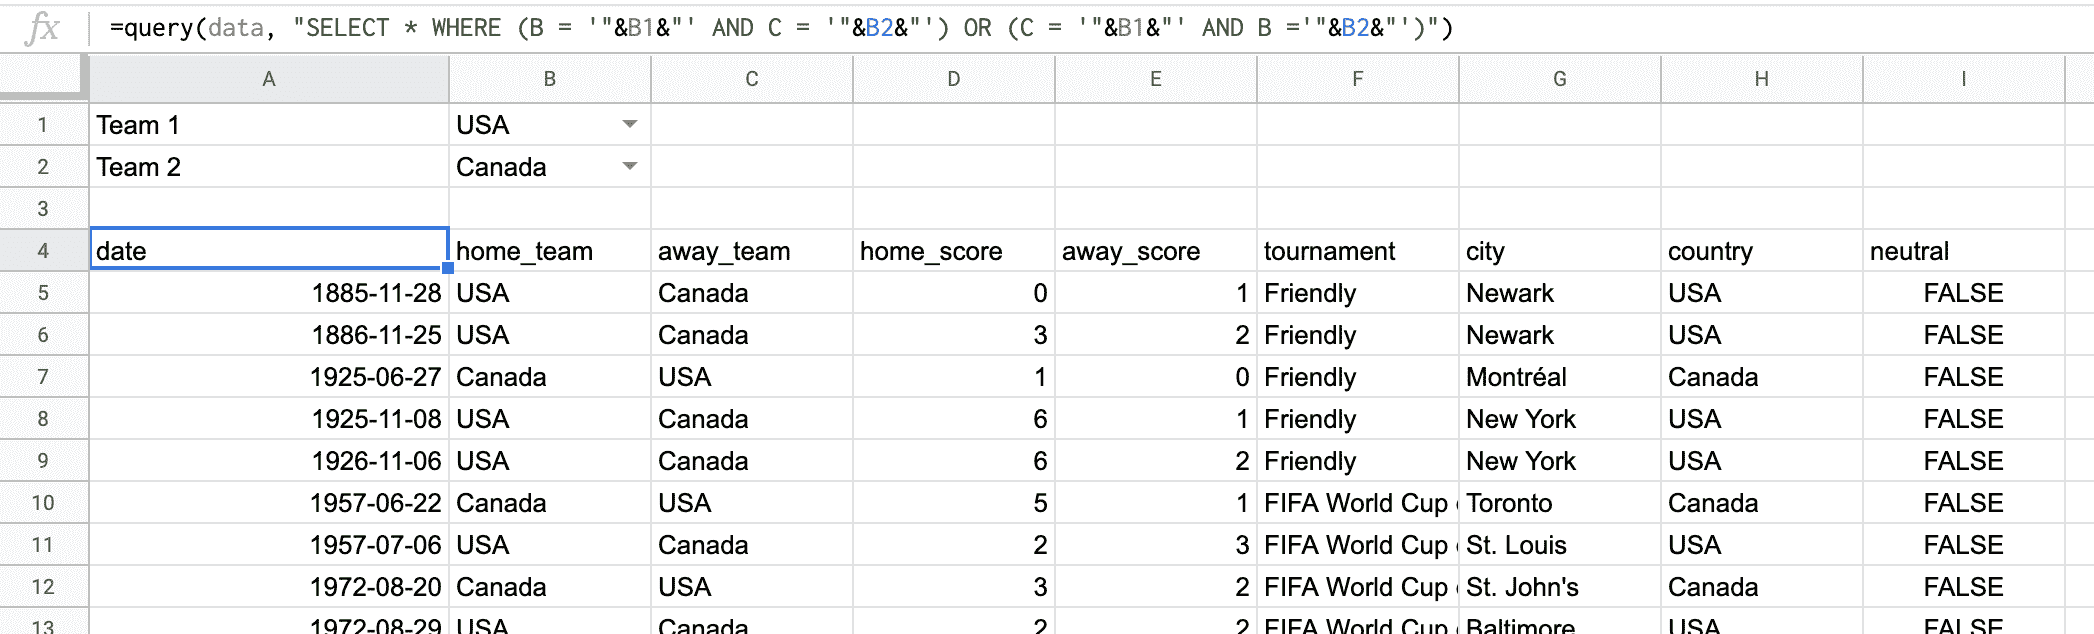 fx =query(data, "SELECT * WHERE (B = '"&B1&"' AND C = '"&B2&"') OR (C = '"&B1&"' AND B ='"&B2&"')")
A B C D E F G H I
1 Team 1 USA
2 Team 2 Canada
3
4 date home_team away_team home_score away_score tournament city country neutral
5 1885-11-28 USA Canada 0 1 Friendly Newark USA FALSE
6 1886-11-25 USA Canada 3 2 Friendly Newark USA FALSE
7 1925-06-27 Canada USA 1 0 Friendly Montréal Canada FALSE
8 1925-11-08 USA Canada 6 1 Friendly New York USA FALSE
9 1926-11-06 USA Canada 6 2 Friendly New York USA FALSE
10 1957-06-22 Canada USA 5 1 FIFA World Cup Toronto Canada FALSE
11 1957-07-06 USA Canada 2 3 FIFA World Cup St. Louis USA FALSE
12 1972-08-20 Canada USA 3 2 FIFA World Cup St. John's Canada FALSE
13 1972-08-29 USA Canada 2 2 FIFA World Cup Baltimore USA FALSE